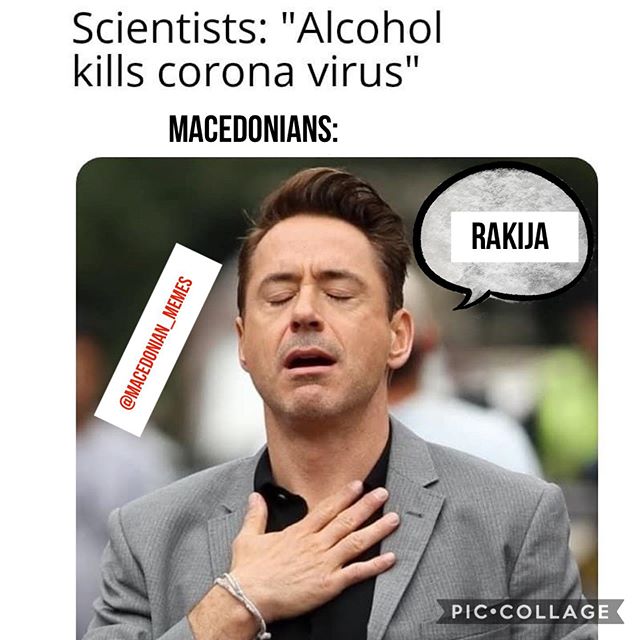 Scientists: "Alcohol
kills corona virus"
MACEDONIANS:
RAKIJA
@MACEDONIAN_MEMES
PIC•COLLAGE